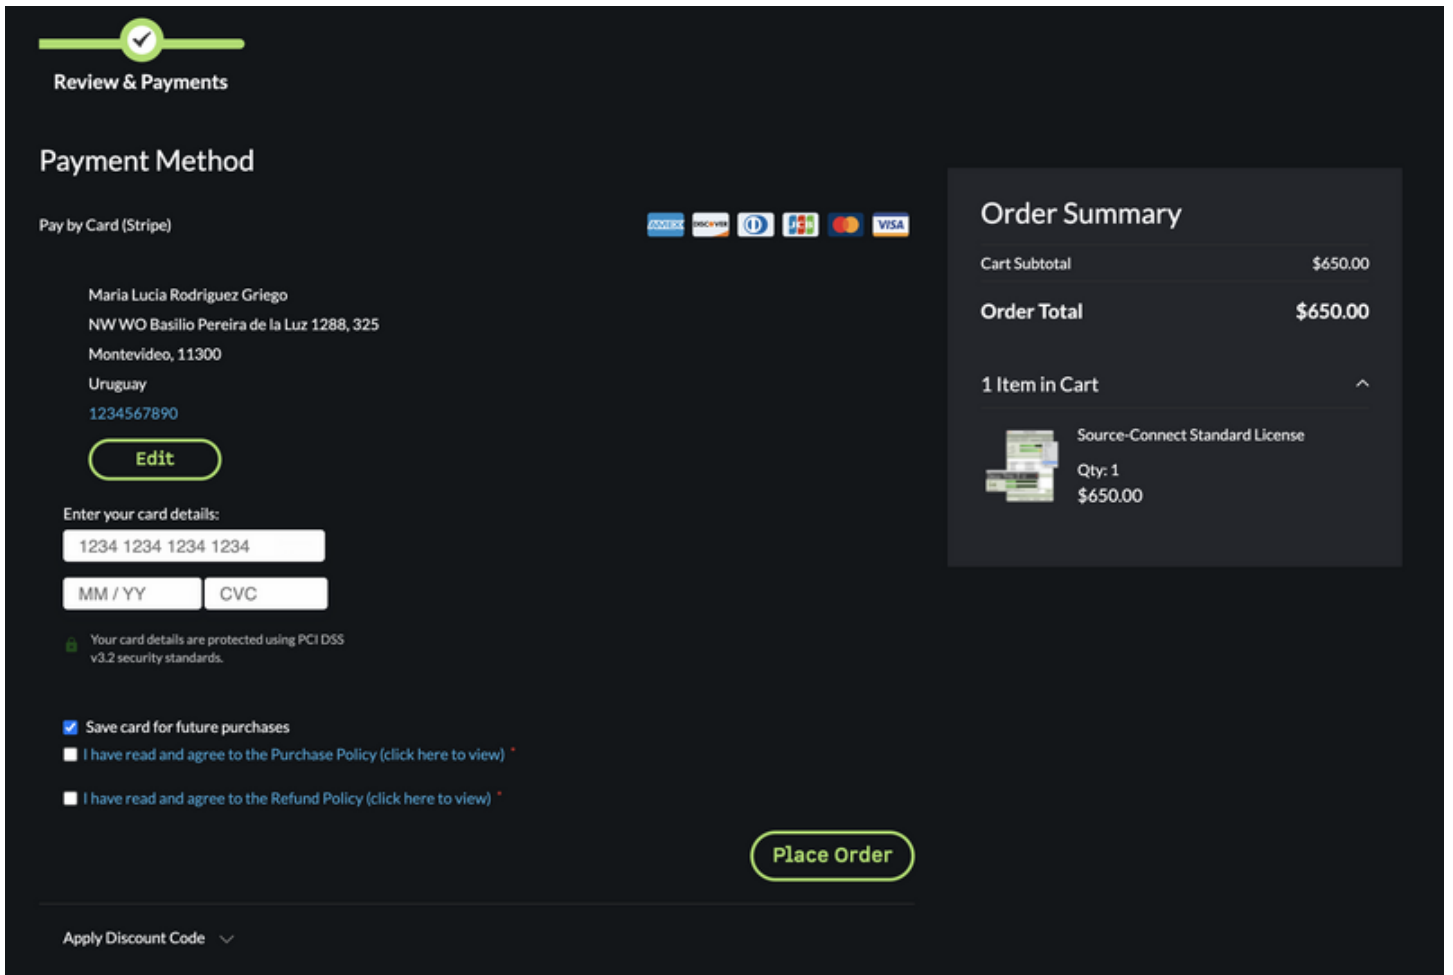 Review & Payments
Payment Method
Pay by Card (Stripe)
AMEX DISCOVER JCB VISA
Maria Lucia Rodriguez Griego
NW WO Basilio Pereira de la Luz 1288, 325
Montevideo, 11300
Uruguay
1234567890
Edit
Enter your card details:
1234 1234 1234 1234
MM / YY CVC
Your card details are protected using PCI DSS
v3.2 security standards.
Save card for future purchases
I have read and agree to the Purchase Policy (click here to view) *
I have read and agree to the Refund Policy (click here to view) *
Place Order
Apply Discount Code
Order Summary
Cart Subtotal $650.00
Order Total $650.00
1 Item in Cart
Source-Connect Standard License
Qty: 1
$650.00